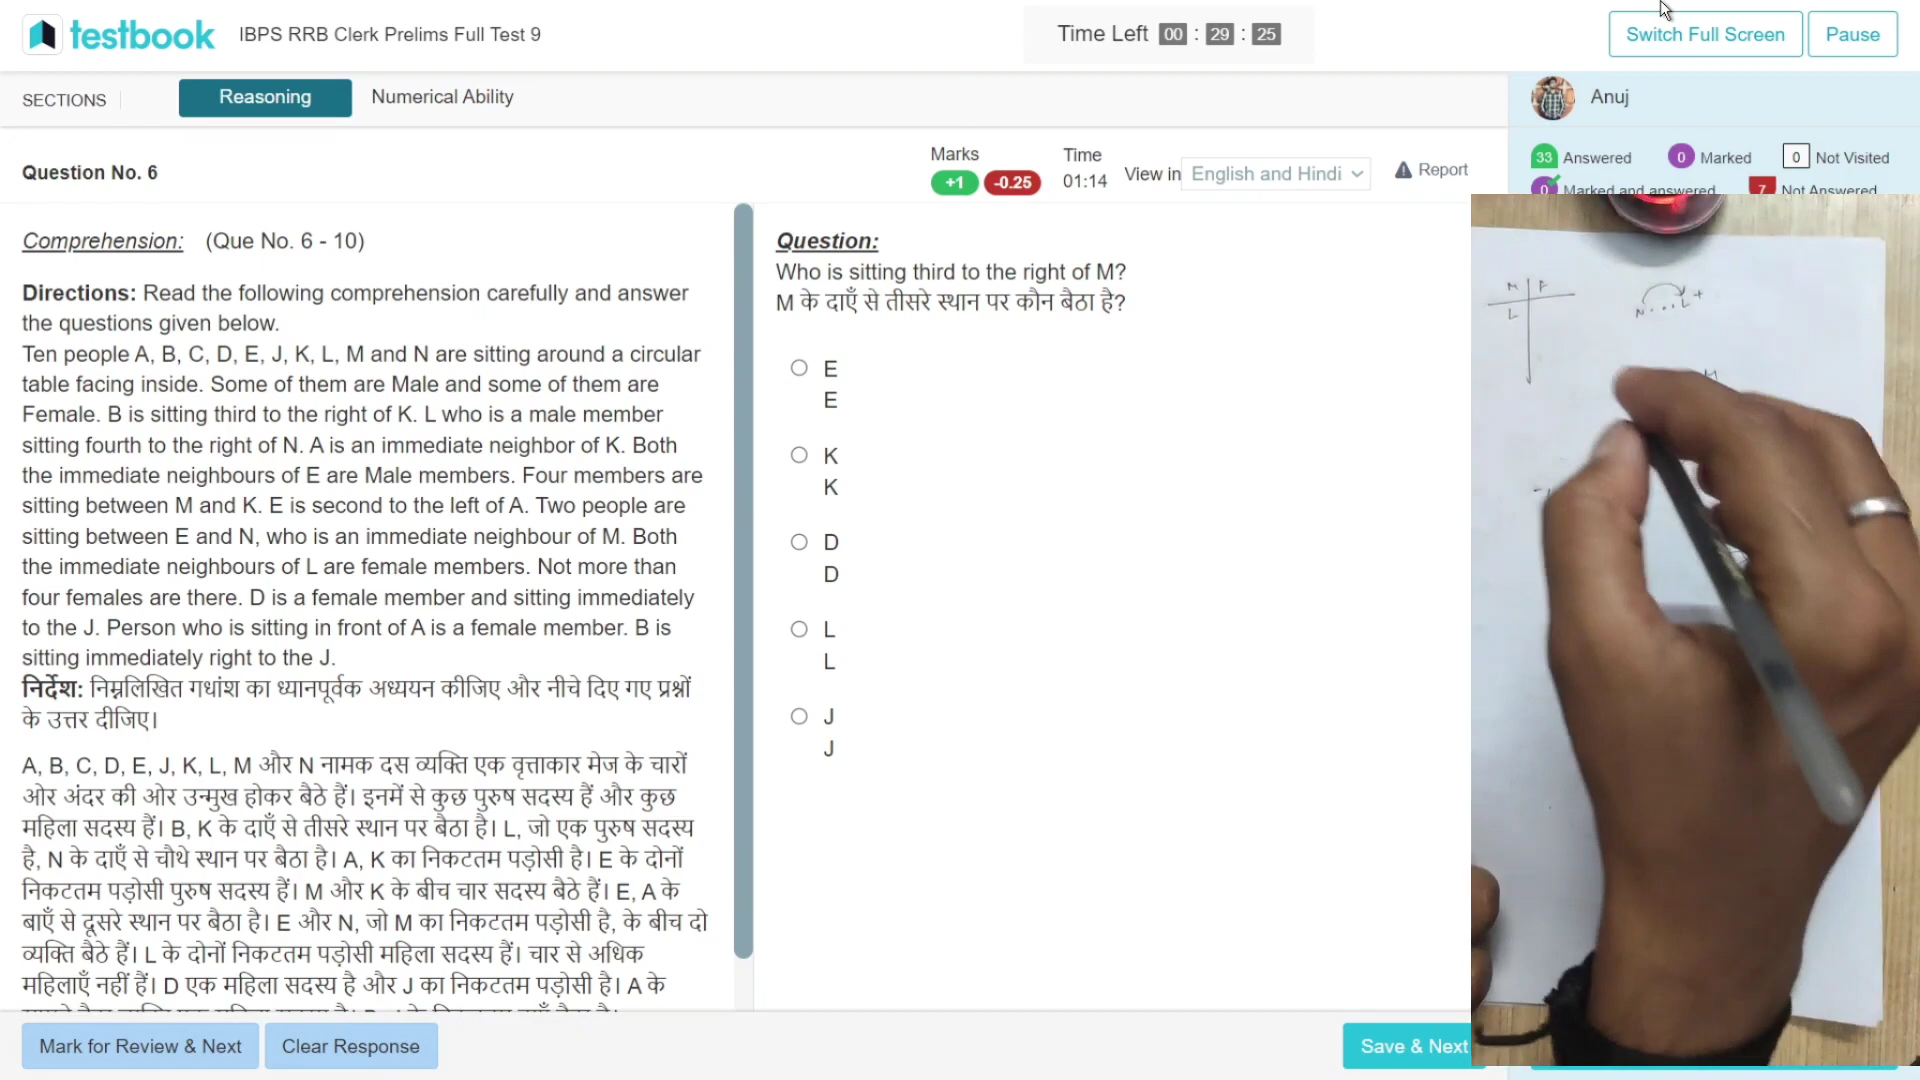 testbook
IBPS RRB Clerk Prelims Full Test 9
Time Left 00 : 29 : 25
Switch Full Screen
Pause
SECTIONS
Reasoning
Numerical Ability
Anuj
Question No. 6
Marks
+1 -0.25
Time
01:14
View in English and Hindi
Report
33 Answered
0 Marked
0 Not Visited
0 Marked and answered
7 Not Answered
Comprehension: (Que No. 6 - 10)
Directions: Read the following comprehension carefully and answer
the questions given below.
Ten people A, B, C, D, E, J, K, L, M and N are sitting around a circular
table facing inside. Some of them are Male and some of them are
Female. B is sitting third to the right of K. L who is a male member
sitting fourth to the right of N. A is an immediate neighbor of K. Both
the immediate neighbours of E are Male members. Four members are
sitting between M and K. E is second to the left of A. Two people are
sitting between E and N, who is an immediate neighbour of M. Both
the immediate neighbours of L are female members. Not more than
four females are there. D is a female member and sitting immediately
to the J. Person who is sitting in front of A is a female member. B is
sitting immediately right to the J.
निर्देश: निम्नलिखित गधांश का ध्यानपूर्वक अध्ययन कीजिए और नीचे दिए गए प्रश्नों
के उत्तर दीजिए।
A, B, C, D, E, J, K, L, M और N नामक दस व्यक्ति एक वृत्ताकार मेज के चारों
ओर अंदर की ओर उन्मुख होकर बैठे हैं। इनमें से कुछ पुरुष सदस्य हैं और कुछ
महिला सदस्य हैं। B, K के दाएँ से तीसरे स्थान पर बैठा है। L, जो एक पुरुष सदस्य
है, N के दाएँ से चौथे स्थान पर बैठा है। A, K का निकटतम पड़ोसी है। E के दोनों
निकटतम पड़ोसी पुरुष सदस्य हैं। M और K के बीच चार सदस्य बैठे हैं। E, A के
बाएँ से दूसरे स्थान पर बैठा है। E और N, जो M का निकटतम पड़ोसी है, के बीच दो
व्यक्ति बैठे हैं। L के दोनों निकटतम पड़ोसी महिला सदस्य हैं। चार से अधिक
महिलाएँ नहीं हैं। D एक महिला सदस्य है और J का निकटतम पड़ोसी है। A के
Question:
Who is sitting third to the right of M?
M के दाएँ से तीसरे स्थान पर कौन बैठा है?
E
E
K
K
D
D
L
L
J
J
M F
L
N . . . L +
Mark for Review & Next
Clear Response
Save & Next